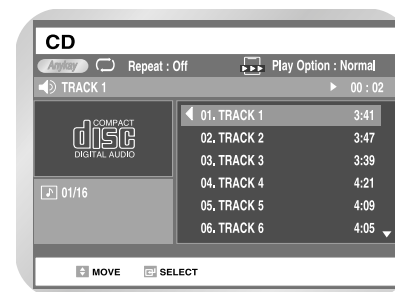 CD
Anykey Repeat : Off Play Option : Normal
TRACK 1 00 : 02
01. TRACK 1 3:41
02. TRACK 2 3:47
03. TRACK 3 3:39
04. TRACK 4 4:21
05. TRACK 5 4:09
06. TRACK 6 4:05
COMPACT
disc
DIGITAL AUDIO
01/16
MOVE SELECT